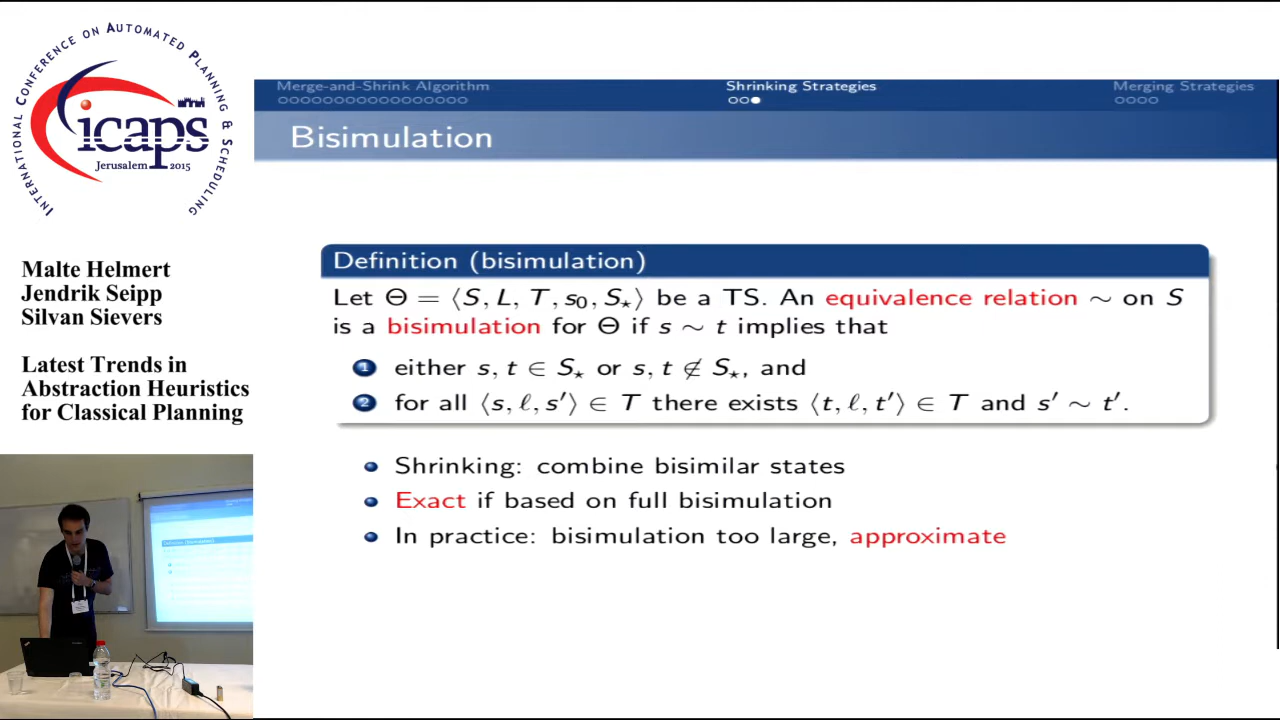 INTERNATIONAL CONFERENCE ON AUTOMATED PLANNING & SCHEDULING
icaps
Jerusalem 2015
Malte Helmert
Jendrik Seipp
Silvan Sievers
Latest Trends in
Abstraction Heuristics
for Classical Planning
Merge-and-Shrink Algorithm
Shrinking Strategies
Merging Strategies
Bisimulation
Definition (bisimulation)
Let Θ = ⟨S, L, T, s₀, S⋆⟩ be a TS. An equivalence relation ∼ on S
is a bisimulation for Θ if s ∼ t implies that
1 either s, t ∈ S⋆ or s, t ∉ S⋆, and
2 for all ⟨s, ℓ, s′⟩ ∈ T there exists ⟨t, ℓ, t′⟩ ∈ T and s′ ∼ t′.
Shrinking: combine bisimilar states
Exact if based on full bisimulation
In practice: bisimulation too large, approximate